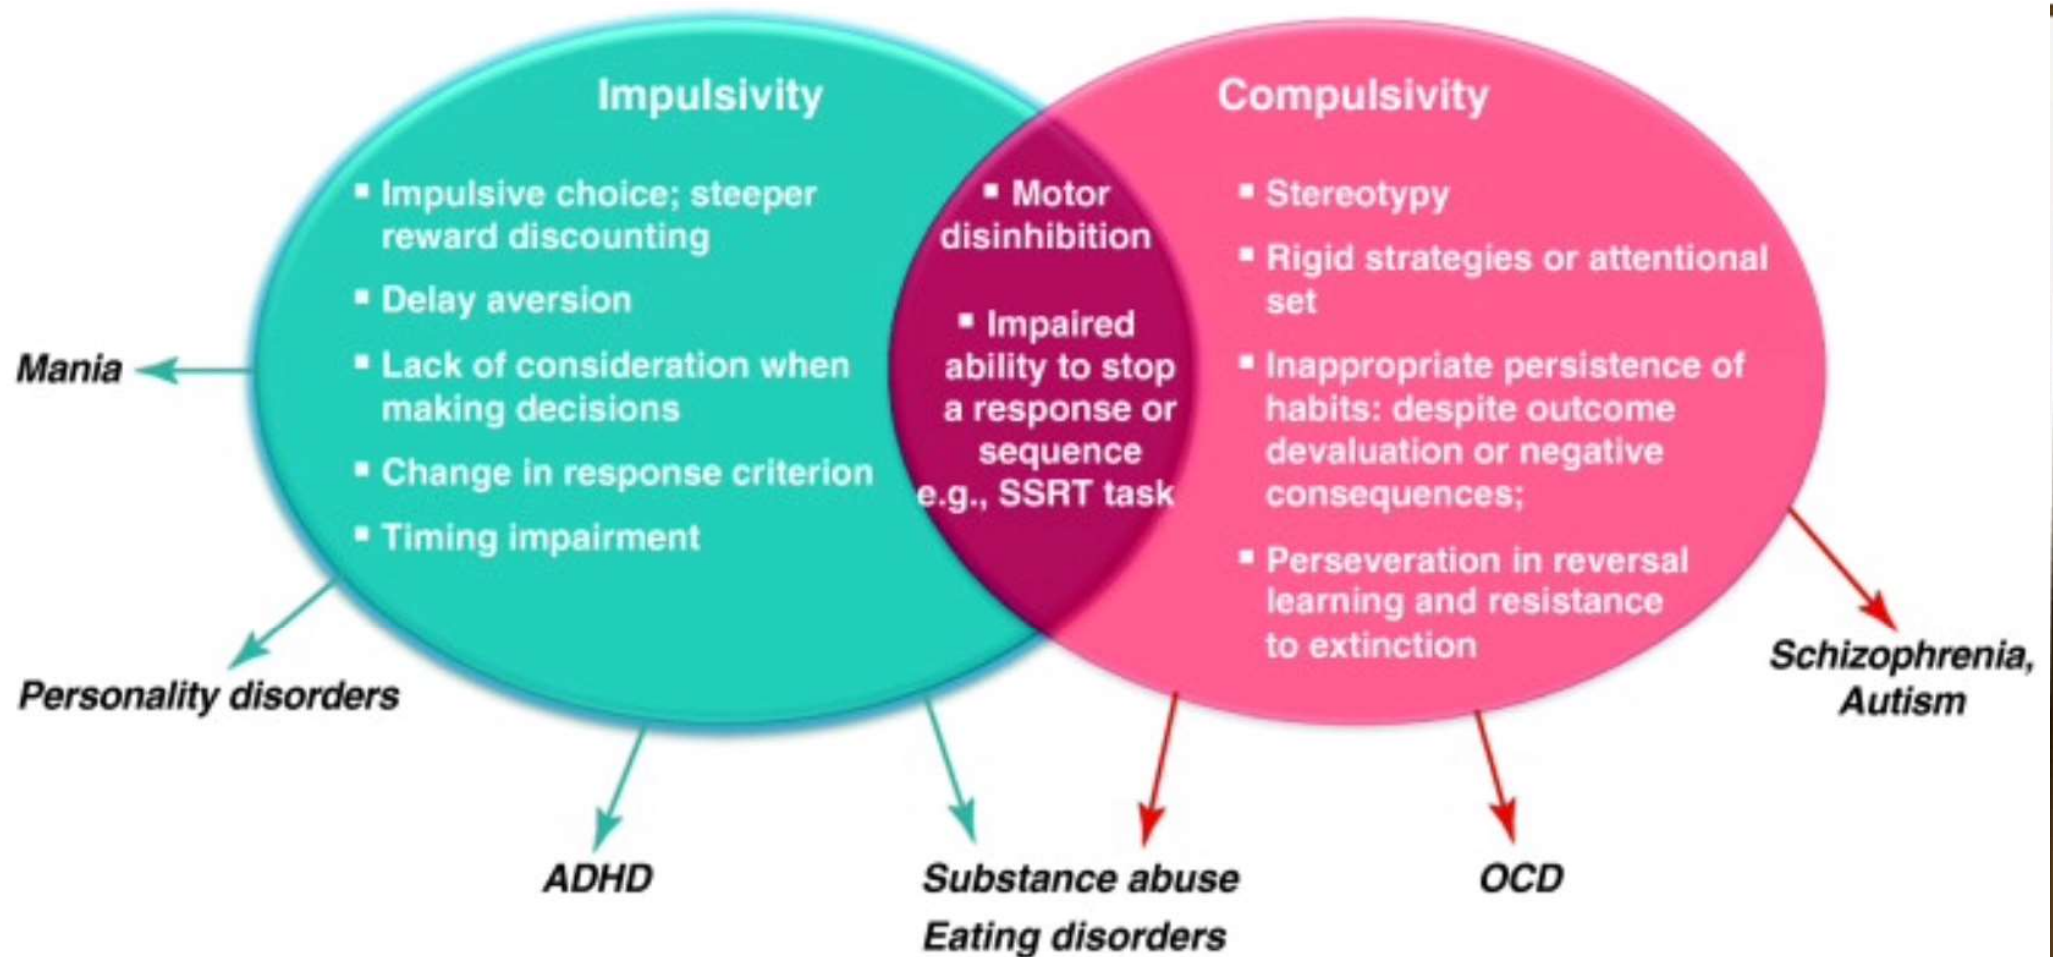 Impulsivity
▪ Impulsive choice; steeper
reward discounting
▪ Delay aversion
▪ Lack of consideration when
making decisions
▪ Change in response criterion
▪ Timing impairment
▪ Motor
disinhibition
▪ Impaired
ability to stop
a response or
sequence
e.g., SSRT task
Compulsivity
▪ Stereotypy
▪ Rigid strategies or attentional
set
▪ Inappropriate persistence of
habits: despite outcome
devaluation or negative
consequences;
▪ Perseveration in reversal
learning and resistance
to extinction
Mania
Personality disorders
ADHD
Substance abuse
Eating disorders
OCD
Schizophrenia,
Autism